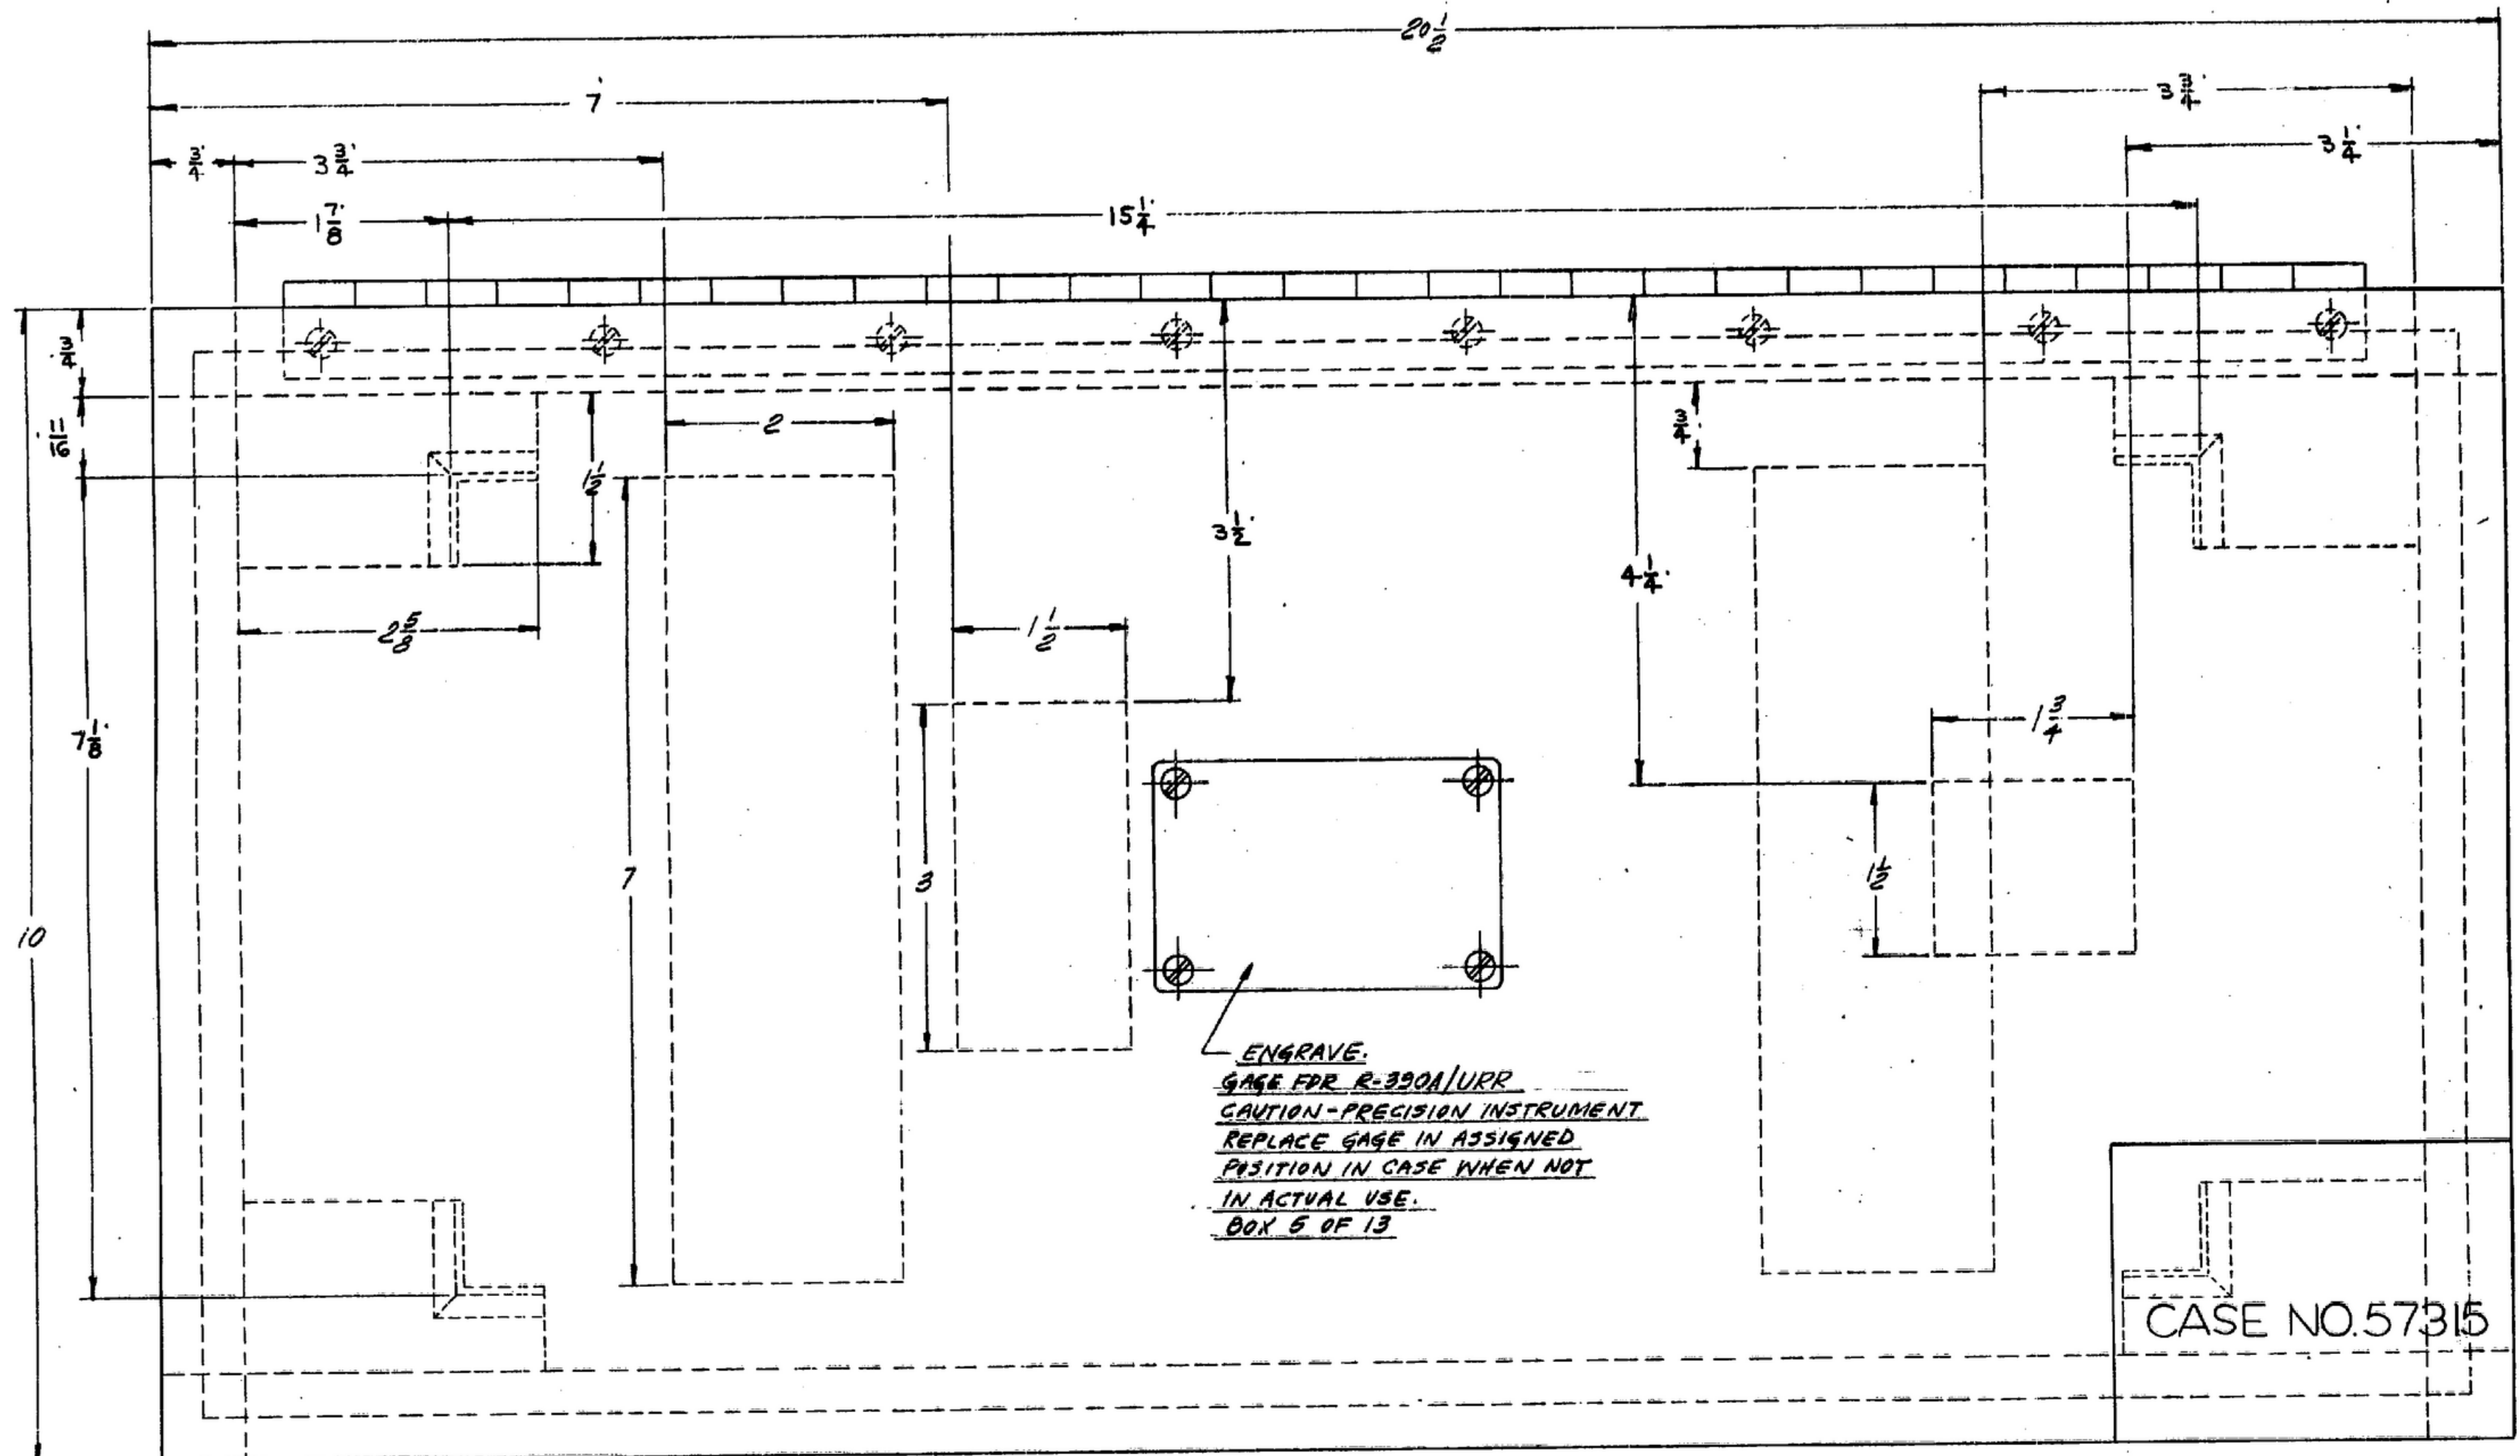 20 1/2
7
3 3/4
3/4
3 3/4
3 1/4
1 7/8
15 1/4
3/4
11/16
2
1 1/2
3/4
3 1/2
4 1/4
2 5/8
1 1/2
7 1/8
1 3/4
7
3
1 1/2
10
ENGRAVE.
GAGE FOR R-390A/URR
CAUTION-PRECISION INSTRUMENT
REPLACE GAGE IN ASSIGNED
POSITION IN CASE WHEN NOT
IN ACTUAL USE.
BOX 5 OF 13
CASE NO. 57315